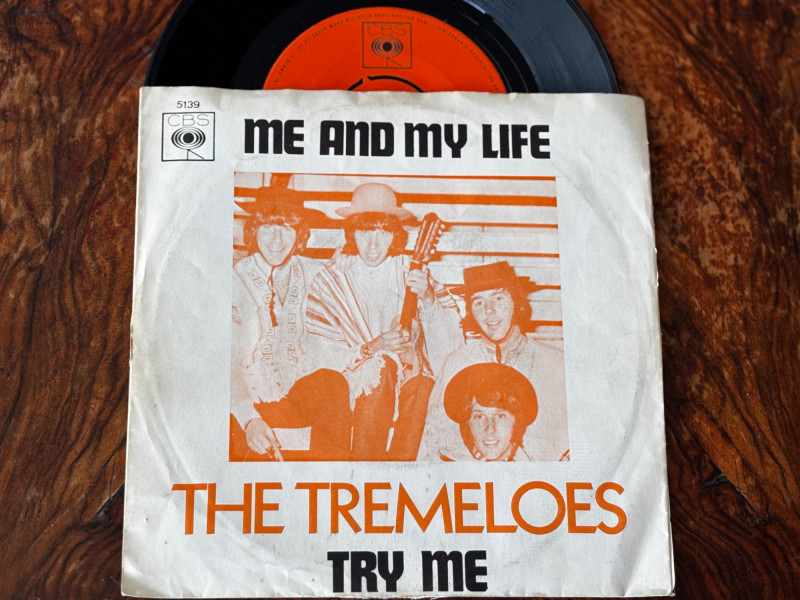 CBS
5139
CBS
ME AND MY LIFE
THE TREMELOES
TRY ME